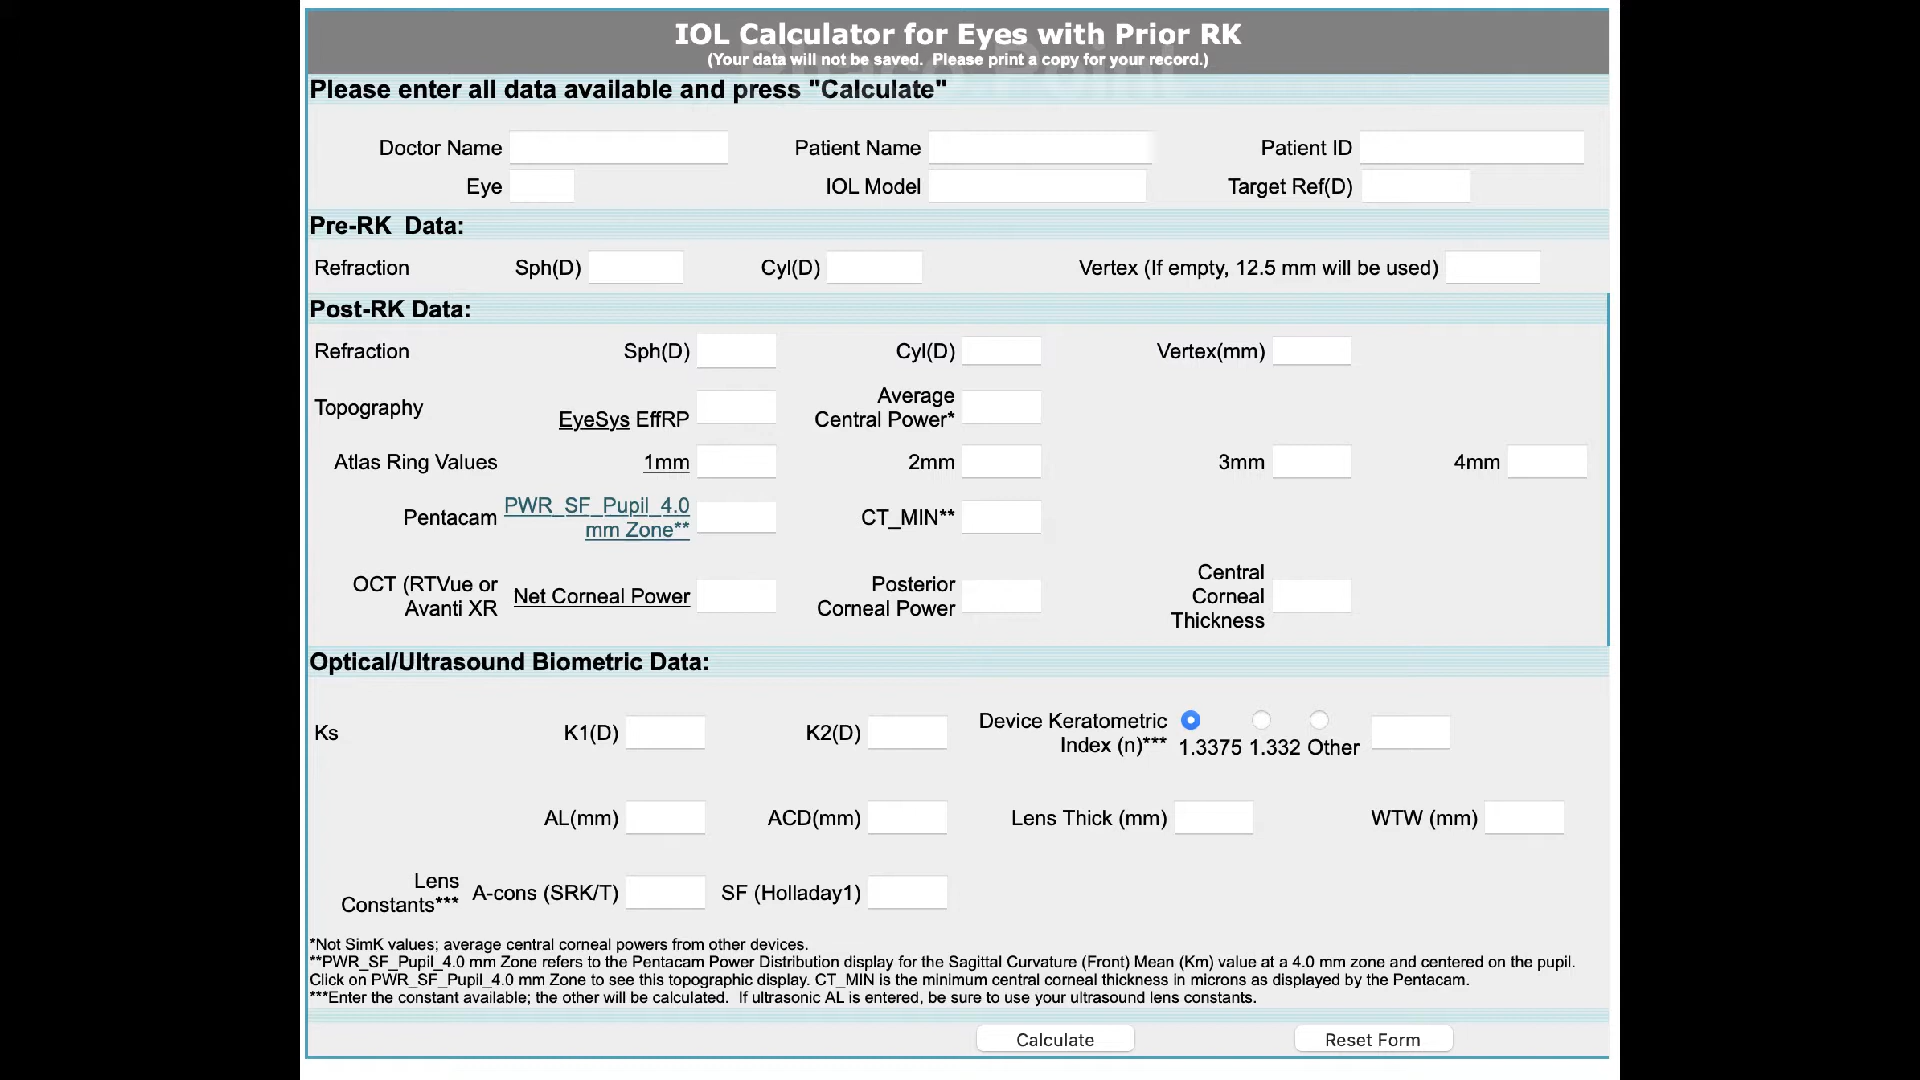 IOL Calculator for Eyes with Prior RK
(Your data will not be saved. Please print a copy for your record.)
Please enter all data available and press "Calculate"
Doctor Name Patient Name Patient ID
Eye IOL Model Target Ref(D)
Pre-RK Data:
Refraction Sph(D) Cyl(D) Vertex (If empty, 12.5 mm will be used)
Post-RK Data:
Refraction Sph(D) Cyl(D) Vertex(mm)
Topography EyeSys EffRP Average Central Power*
Atlas Ring Values 1mm 2mm 3mm 4mm
Pentacam PWR_SF_Pupil_4.0 mm Zone** CT_MIN**
OCT (RTVue or Avanti XR Net Corneal Power Posterior Corneal Power Central Corneal Thickness
Optical/Ultrasound Biometric Data:
Ks K1(D) K2(D) Device Keratometric Index (n)*** 1.3375 1.332 Other
AL(mm) ACD(mm) Lens Thick (mm) WTW (mm)
Lens Constants*** A-cons (SRK/T) SF (Holladay1)
*Not SimK values; average central corneal powers from other devices.
**PWR_SF_Pupil_4.0 mm Zone refers to the Pentacam Power Distribution display for the Sagittal Curvature (Front) Mean (Km) value at a 4.0 mm zone and centered on the pupil.
Click on PWR_SF_Pupil_4.0 mm Zone to see this topographic display. CT_MIN is the minimum central corneal thickness in microns as displayed by the Pentacam.
***Enter the constant available; the other will be calculated. If ultrasonic AL is entered, be sure to use your ultrasound lens constants.
Calculate Reset Form